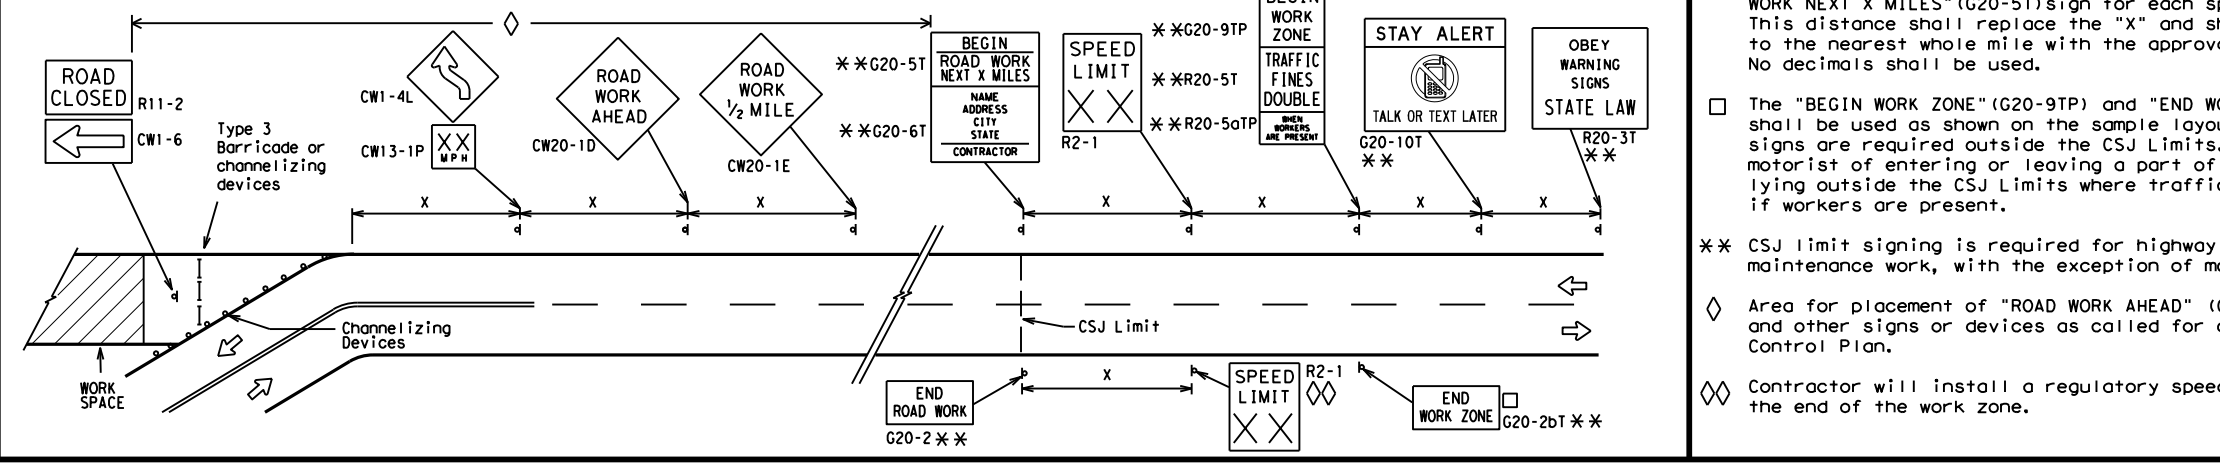 ROAD
CLOSED
R11-2
CW1-6
Type 3
Barricade or
channelizing
devices
CW1-4L
CW13-1P
XX
MPH
ROAD
WORK
AHEAD
CW20-1D
ROAD
WORK
1/2 MILE
CW20-1E
**G20-5T
**G20-6T
BEGIN
ROAD WORK
NEXT X MILES
NAME
ADDRESS
CITY
STATE
CONTRACTOR
SPEED
LIMIT
XX
R2-1
**G20-9TP
**R20-5T
**R20-5aTP
BEGIN
WORK
ZONE
TRAFFIC
FINES
DOUBLE
WHEN
WORKERS
ARE PRESENT
STAY ALERT
TALK OR TEXT LATER
G20-10T
**
OBEY
WARNING
SIGNS
STATE LAW
R20-3T
**
X X X X X X X
Channelizing
Devices
WORK
SPACE
CSJ Limit
END
ROAD WORK
G20-2 **
X
SPEED
LIMIT
XX
R2-1
◇◇
END
WORK ZONE
□
G20-2bT **
WORK NEXT X MILES"(G20-5T)sign for each
This distance shall replace the "X" and
to the nearest whole mile with the
No decimals shall be used.
□ The "BEGIN WORK ZONE"(G20-9TP) and "END
shall be used as shown on the sample
signs are required outside the CSJ Limits.
motorist of entering or leaving a part of
lying outside the CSJ Limits where
if workers are present.
** CSJ limit signing is required for highway
maintenance work, with the exception of
◇ Area for placement of "ROAD WORK AHEAD"
and other signs or devices as called for
Control Plan.
◇◇ Contractor will install a regulatory
the end of the work zone.